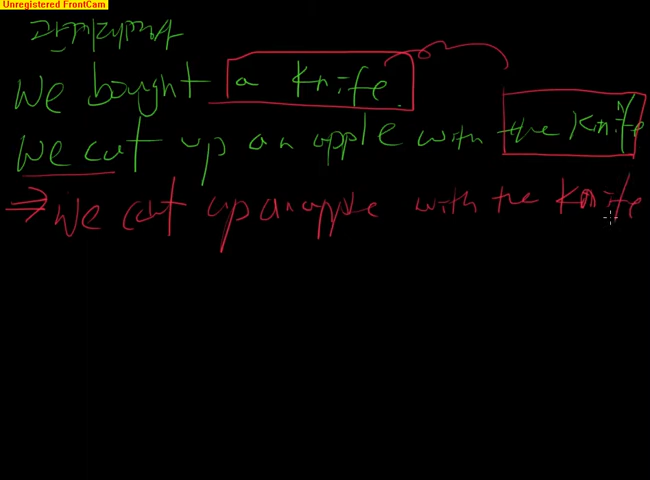 Unregistered FrontCam
관계대명사
We bought a Knife.
we cut up an apple with the Knife
⇒ We cut up an apple with the Knife